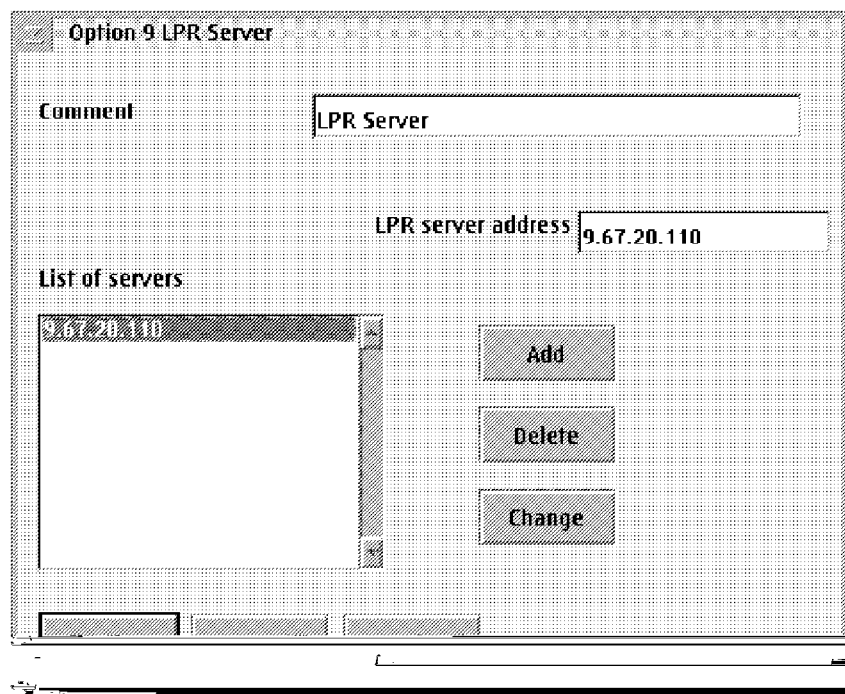 Option 9 LPR Server
Comment
LPR Server
LPR server address
9.67.20.110
List of servers
9.67.20.110
Add
Delete
Change